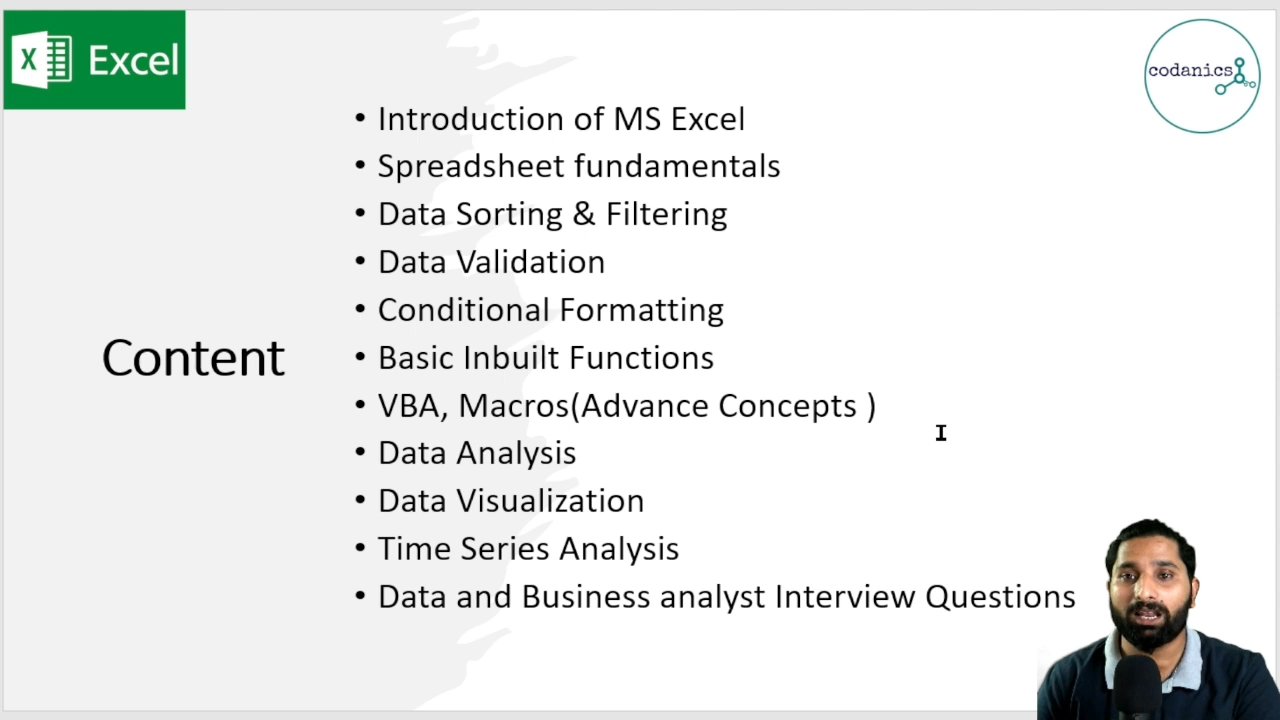 X Excel
codanics
• Introduction of MS Excel
• Spreadsheet fundamentals
• Data Sorting & Filtering
• Data Validation
• Conditional Formatting
Content
• Basic Inbuilt Functions
• VBA, Macros(Advance Concepts )
• Data Analysis
• Data Visualization
• Time Series Analysis
• Data and Business analyst Interview Questions